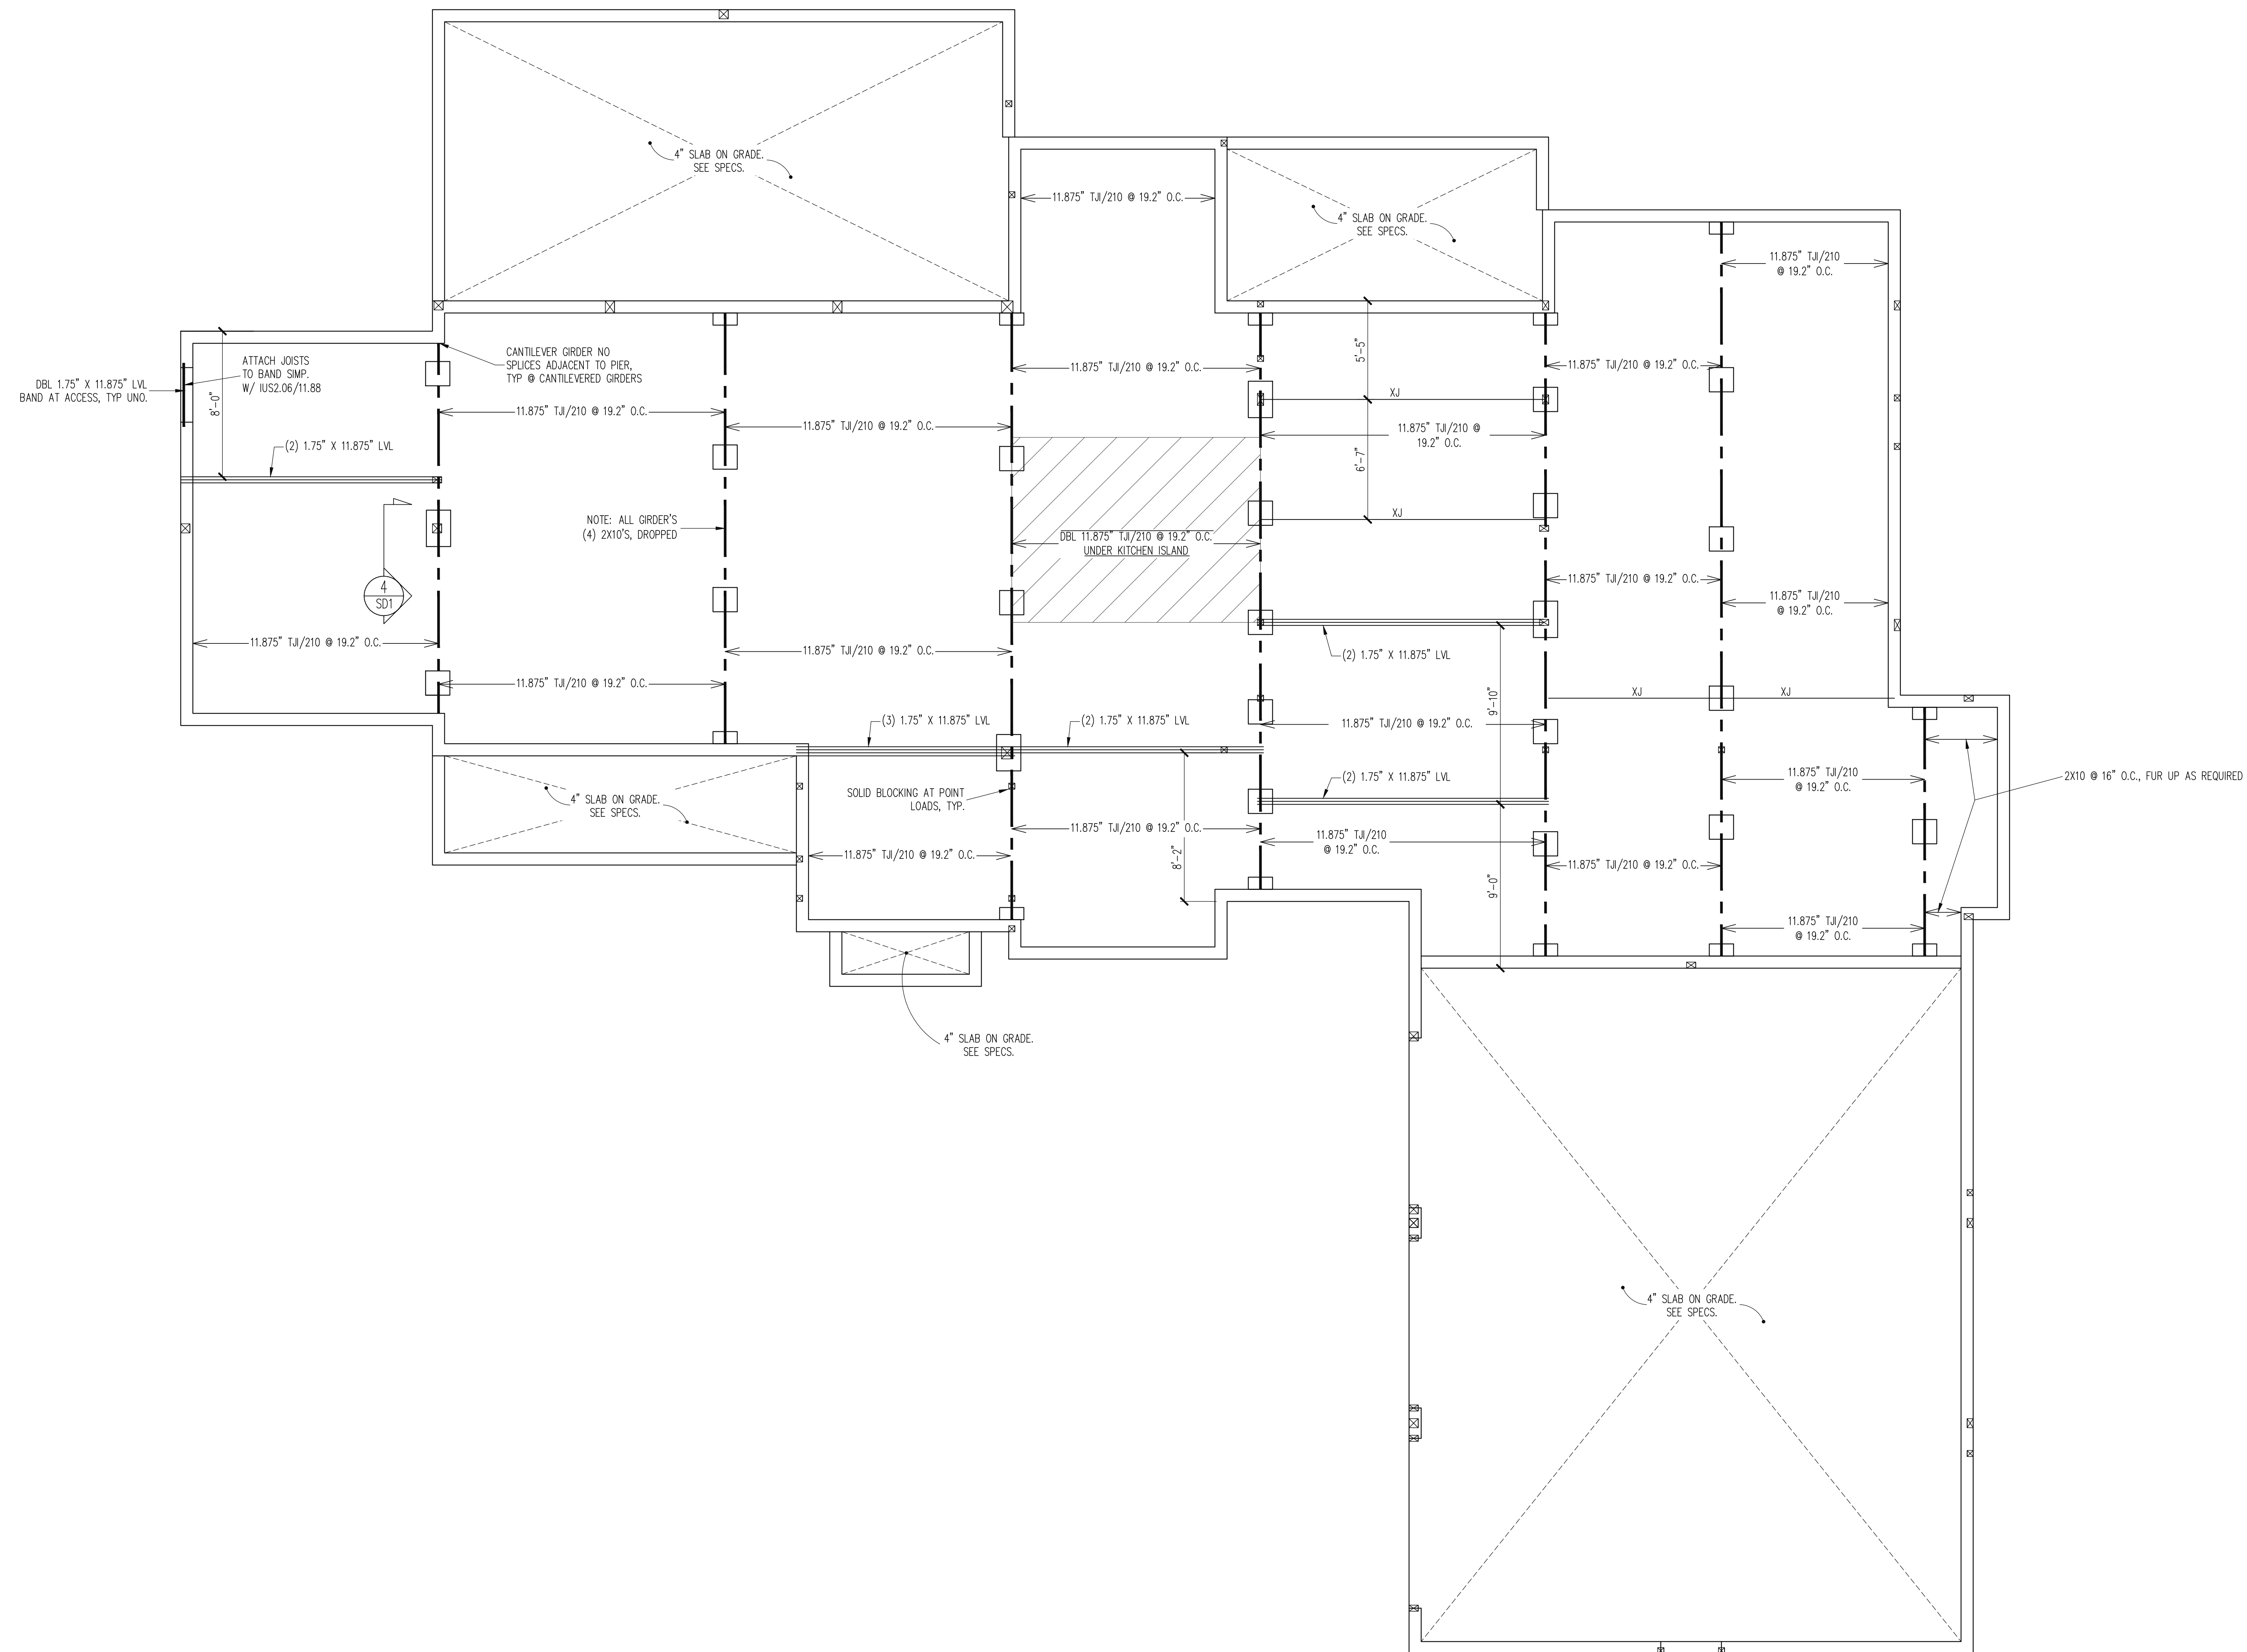 4" SLAB ON GRADE.
SEE SPECS.
11.875" TJI/210 @ 19.2" O.C.
4" SLAB ON GRADE.
SEE SPECS.
11.875" TJI/210
@ 19.2" O.C.
ATTACH JOISTS
TO BAND SIMP.
W/ IUS2.06/11.88
DBL 1.75" X 11.875" LVL
BAND AT ACCESS, TYP UNO.
8'-0"
CANTILEVER GIRDER NO
SPLICES ADJACENT TO PIER,
TYP @ CANTILEVERED GIRDERS
5'-5"
11.875" TJI/210 @ 19.2" O.C.
11.875" TJI/210 @ 19.2" O.C.
XJ
11.875" TJI/210 @ 19.2" O.C.
11.875" TJI/210 @ 19.2" O.C.
11.875" TJI/210 @
19.2" O.C.
(2) 1.75" X 11.875" LVL
6'-7"
XJ
NOTE: ALL GIRDER'S
(4) 2X10'S, DROPPED
DBL 11.875" TJI/210 @ 19.2" O.C.
UNDER KITCHEN ISLAND
4
SD1
11.875" TJI/210 @ 19.2" O.C.
11.875" TJI/210
@ 19.2" O.C.
11.875" TJI/210 @ 19.2" O.C.
11.875" TJI/210 @ 19.2" O.C.
(2) 1.75" X 11.875" LVL
11.875" TJI/210 @ 19.2" O.C.
XJ
XJ
9'-10"
(3) 1.75" X 11.875" LVL
(2) 1.75" X 11.875" LVL
11.875" TJI/210 @ 19.2" O.C.
(2) 1.75" X 11.875" LVL
11.875" TJI/210
@ 19.2" O.C.
2X10 @ 16" O.C., FUR UP AS REQUIRED
SOLID BLOCKING AT POINT
LOADS, TYP.
4" SLAB ON GRADE.
SEE SPECS.
11.875" TJI/210 @ 19.2" O.C.
11.875" TJI/210
@ 19.2" O.C.
11.875" TJI/210 @ 19.2" O.C.
8'-2"
11.875" TJI/210 @ 19.2" O.C.
9'-0"
11.875" TJI/210
@ 19.2" O.C.
4" SLAB ON GRADE.
SEE SPECS.
4" SLAB ON GRADE.
SEE SPECS.